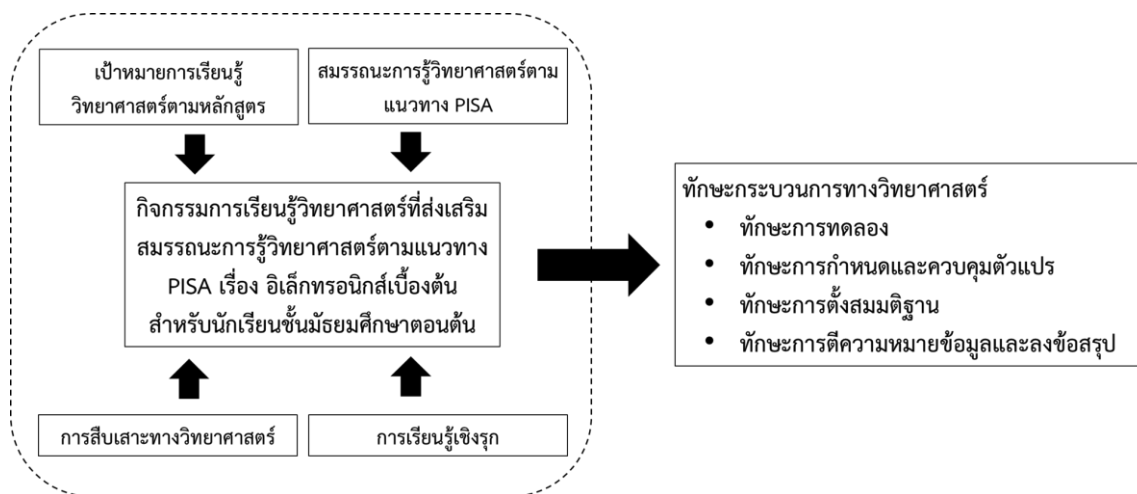 เป้าหมายการเรียนรู้
วิทยาศาสตร์ตามหลักสูตร
สมรรถนะการรู้วิทยาศาสตร์ตาม
แนวทาง PISA
กิจกรรมการเรียนรู้วิทยาศาสตร์ที่ส่งเสริม
สมรรถนะการรู้วิทยาศาสตร์ตามแนวทาง
PISA เรื่อง อิเล็กทรอนิกส์เบื้องต้น
สำหรับนักเรียนชั้นมัธยมศึกษาตอนต้น
การสืบเสาะทางวิทยาศาสตร์
การเรียนรู้เชิงรุก
ทักษะกระบวนการทางวิทยาศาสตร์
• ทักษะการทดลอง
• ทักษะการกำหนดและควบคุมตัวแปร
• ทักษะการตั้งสมมติฐาน
• ทักษะการตีความหมายข้อมูลและลงข้อสรุป